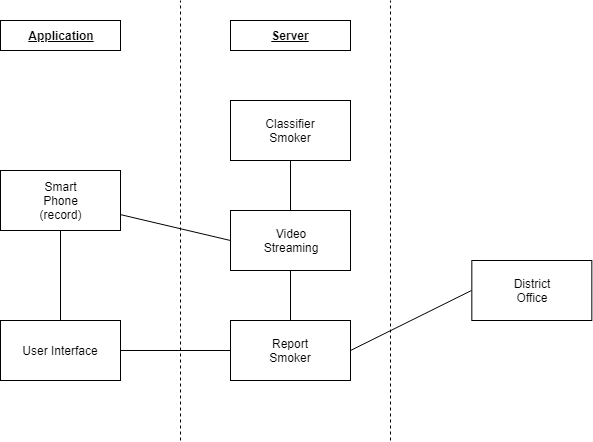 Application
Server
Classifier
Smoker
Smart
Phone
(record)
Video
Streaming
District
Office
User Interface
Report
Smoker